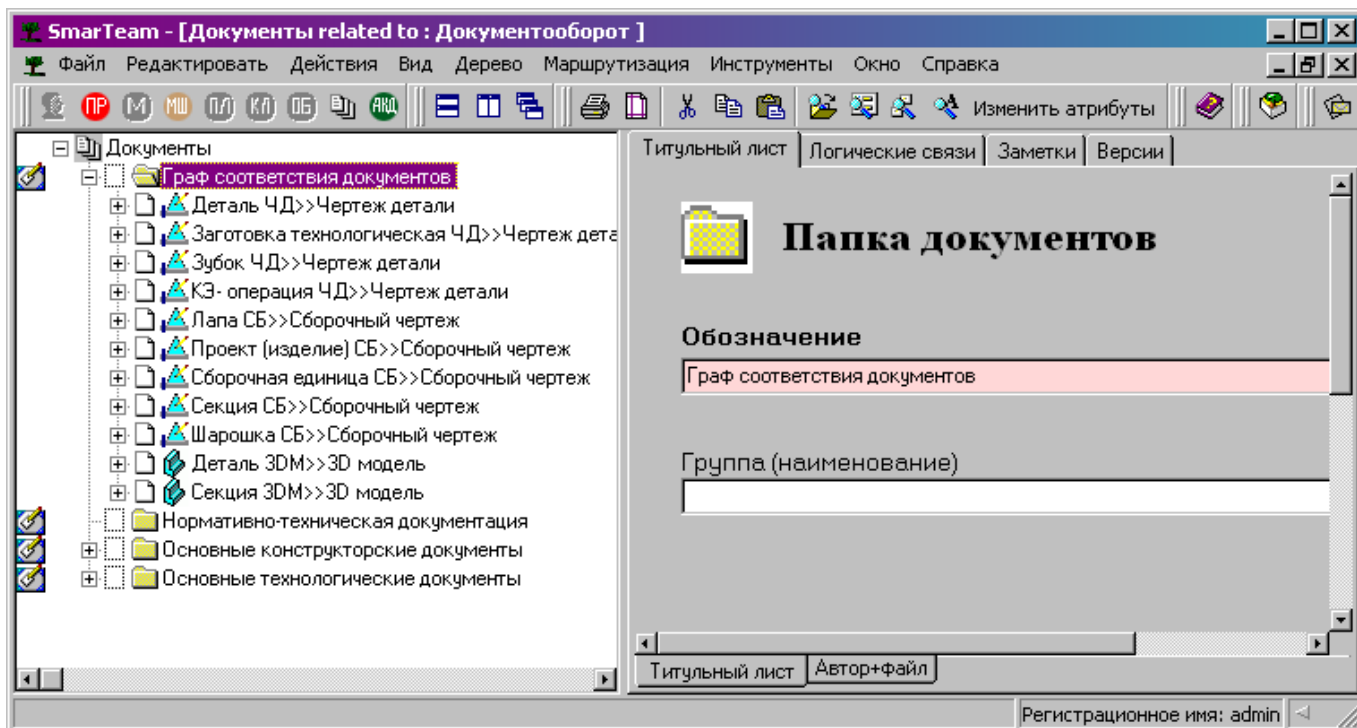 SmarTeam - [Документы related to : Документооборот ]
Файл Редактировать Действия Вид Дерево Маршрутизация Инструменты Окно Справка
ПР М МШ ПЛ КЛ ОБ АКД Изменить атрибуты
Документы
Граф соответствия документов
Деталь ЧД>>Чертеж детали
Заготовка технологическая ЧД>>Чертеж дета
Зубок ЧД>>Чертеж детали
КЭ- операция ЧД>>Чертеж детали
Лапа СБ>>Сборочный чертеж
Проект (изделие) СБ>>Сборочный чертеж
Сборочная единица СБ>>Сборочный чертеж
Секция СБ>>Сборочный чертеж
Шарошка СБ>>Сборочный чертеж
Деталь 3DM>>3D модель
Секция 3DM>>3D модель
Нормативно-техническая документация
Основные конструкторские документы
Основные технологические документы
Титульный лист Логические связи Заметки Версии
Папка документов
Обозначение
Граф соответствия документов
Группа (наименование)
Титульный лист Автор+Файл
Регистрационное имя: admin